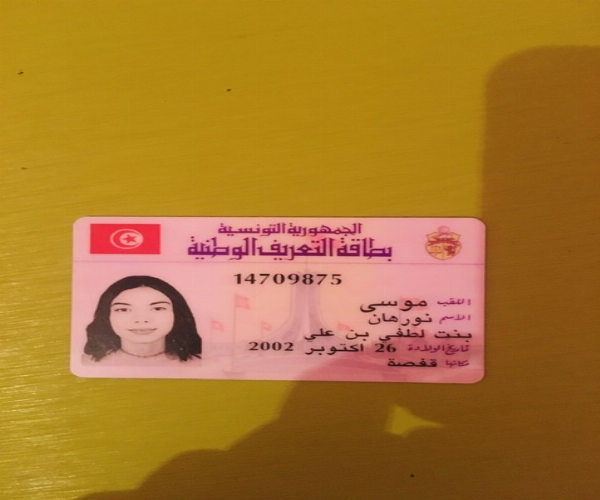 الجمهورية التونسية
بطاقة التعريف الوطنية
14709875
اللقب موسى
الاسم نورهان
بنت لطفي بن علي
تاريخ الولادة 26 اكتوبر 2002
مكانها قفصة